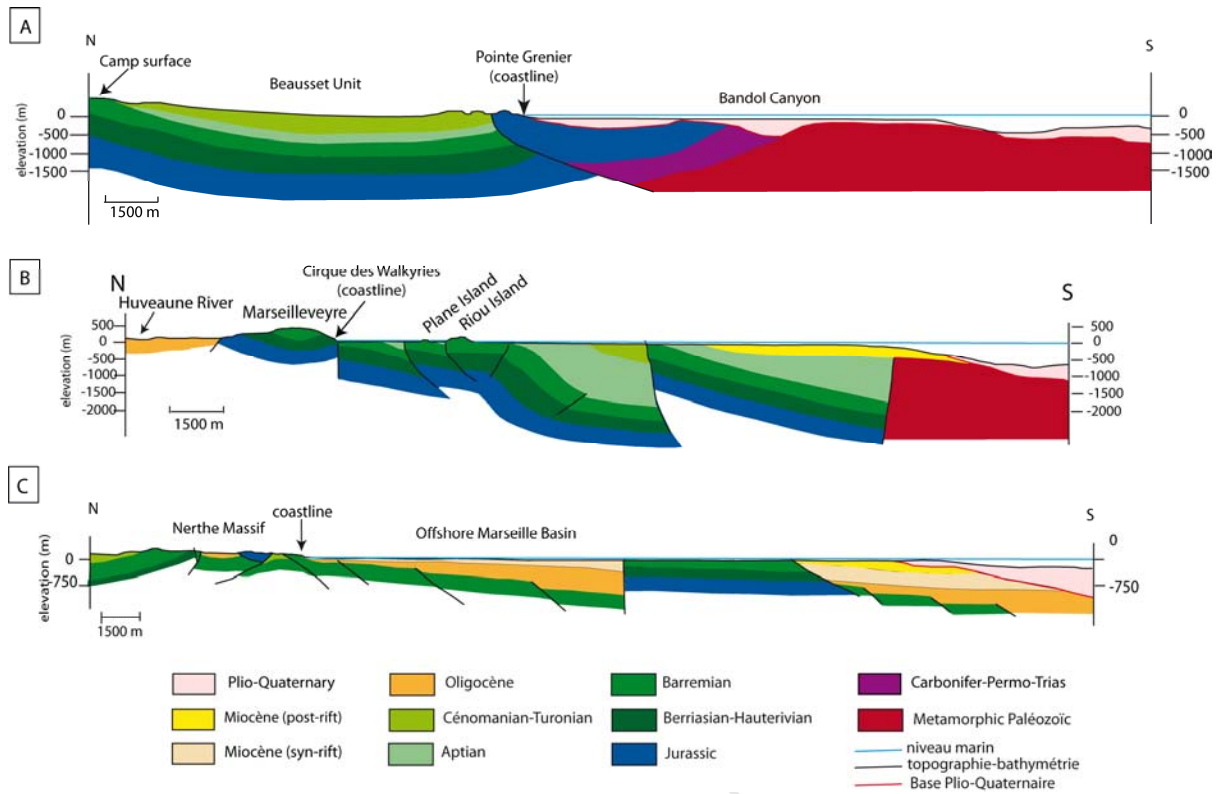 A
N
S
Camp surface
Beausset Unit
Pointe Grenier
(coastline)
Bandol Canyon
elevation (m)
0
-500
-1000
-1500
0
-500
-1000
-1500
1500 m
B
N
S
Huveaune River
Marseilleveyre
Cirque des Walkyries
(coastline)
Plane Island
Riou Island
elevation (m)
500
0
-500
-1000
-1500
-2000
500
0
-500
-1000
-1500
-2000
1500 m
C
N
S
Nerthe Massif
coastline
Offshore Marseille Basin
elevation (m)
0
-750
0
-750
1500 m
Plio-Quaternary
Oligocène
Barremian
Carbonifer-Permo-Trias
Miocène (post-rift)
Cénomanian-Turonian
Berriasian-Hauterivian
Metamorphic Paléozoïc
Miocène (syn-rift)
Aptian
Jurassic
niveau marin
topographie-bathymétrie
Base Plio-Quaternaire